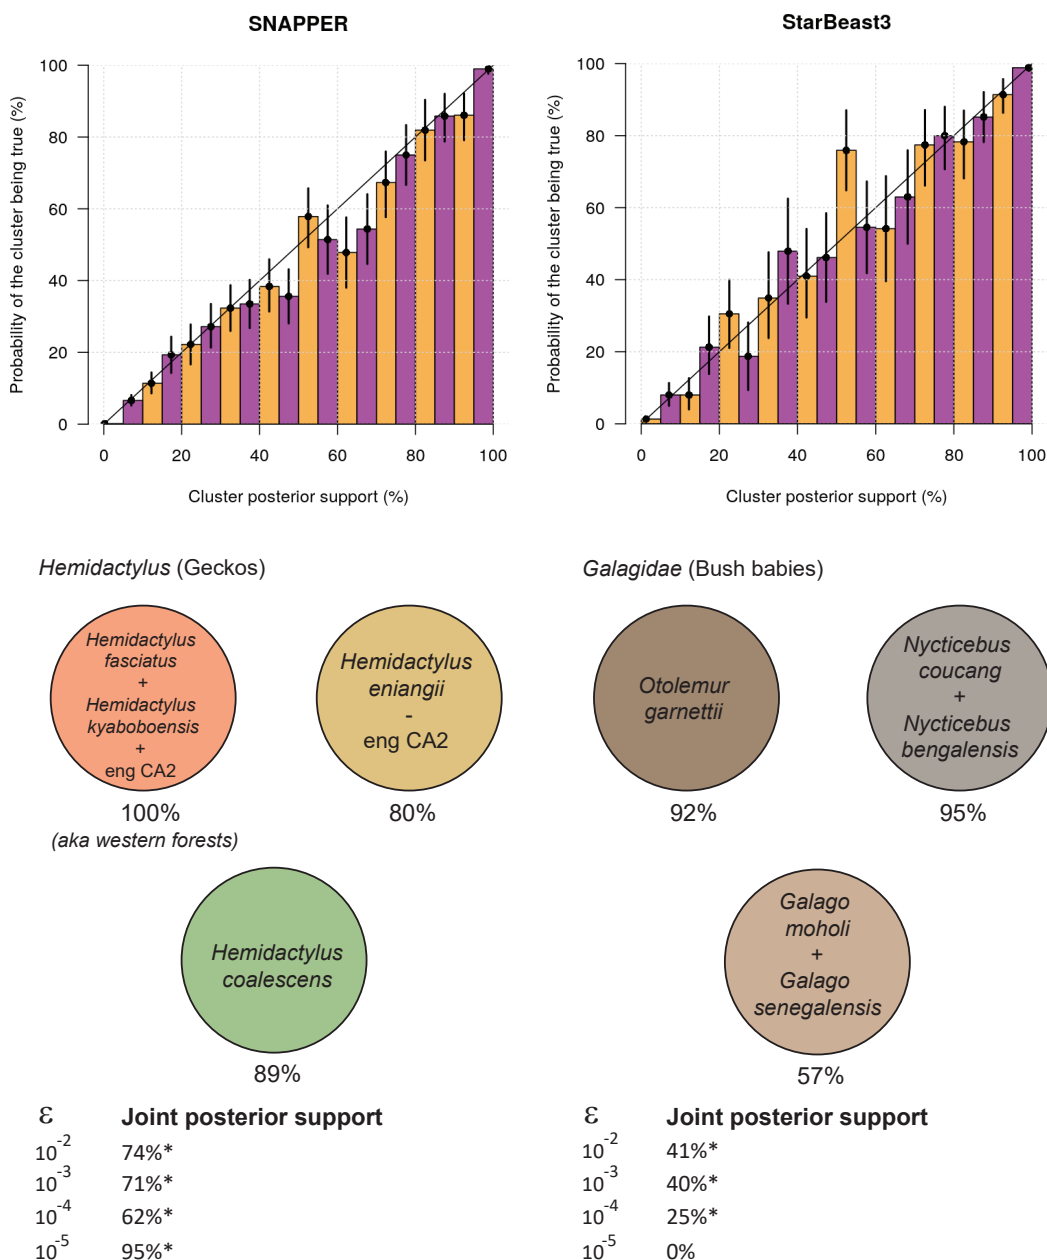 SNAPPER
Probability of the cluster being true (%)
100
80
60
40
20
0
0 20 40 60 80 100
Cluster posterior support (%)
StarBeast3
Probability of the cluster being true (%)
100
80
60
40
20
0
0 20 40 60 80 100
Cluster posterior support (%)
Hemidactylus (Geckos)
Hemidactylus
fasciatus
+
Hemidactylus
kyaboboensis
+
eng CA2
100%
(aka western forests)
Hemidactylus
eniangii
-
eng CA2
80%
Hemidactylus
coalescens
89%
ε Joint posterior support
10^-2 74%*
10^-3 71%*
10^-4 62%*
10^-5 95%*
Galagidae (Bush babies)
Otolemur
garnettii
92%
Nycticebus
coucang
+
Nycticebus
bengalensis
95%
Galago
moholi
+
Galago
senegalensis
57%
ε Joint posterior support
10^-2 41%*
10^-3 40%*
10^-4 25%*
10^-5 0%